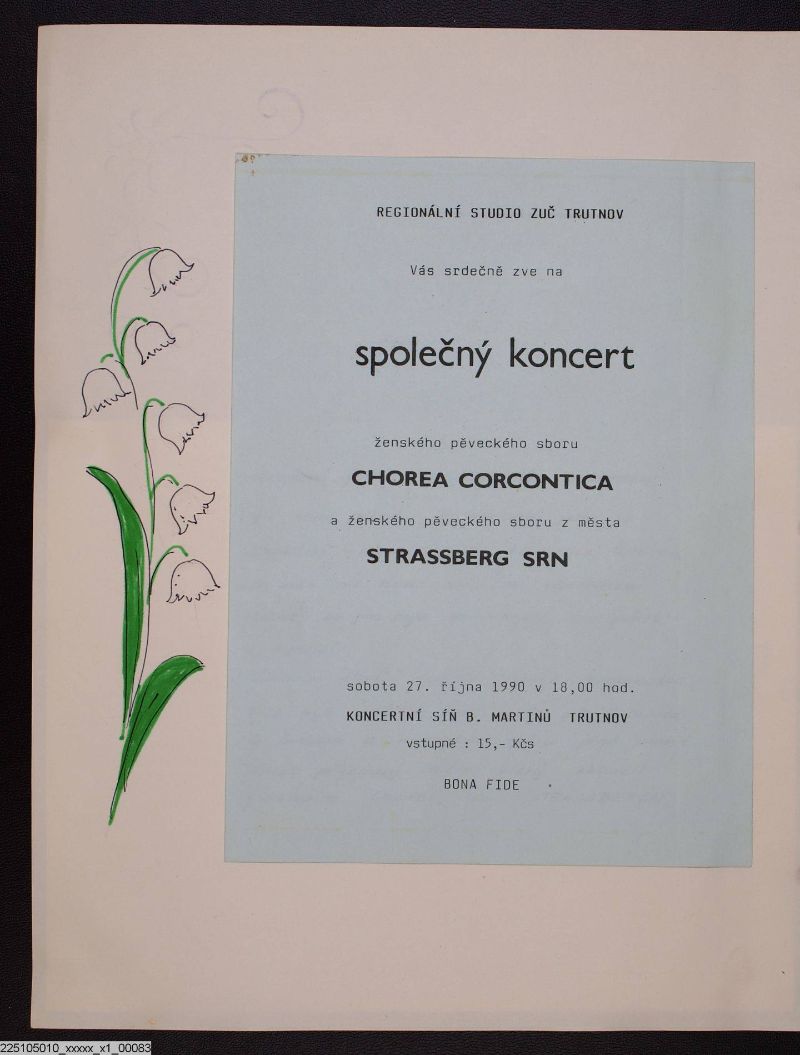 REGIONÁLNÍ STUDIO ZUČ TRUTNOV
Vás srdečně zve na
společný koncert
ženského pěveckého sboru
CHOREA CORCONTICA
a ženského pěveckého sboru z města
STRASSBERG SRN
sobota 27. října 1990 v 18,00 hod.
KONCERTNÍ SÍŇ B. MARTINŮ TRUTNOV
vstupné : 15,- Kčs
BONA FIDE
225105010_xxxxx_x1_00083